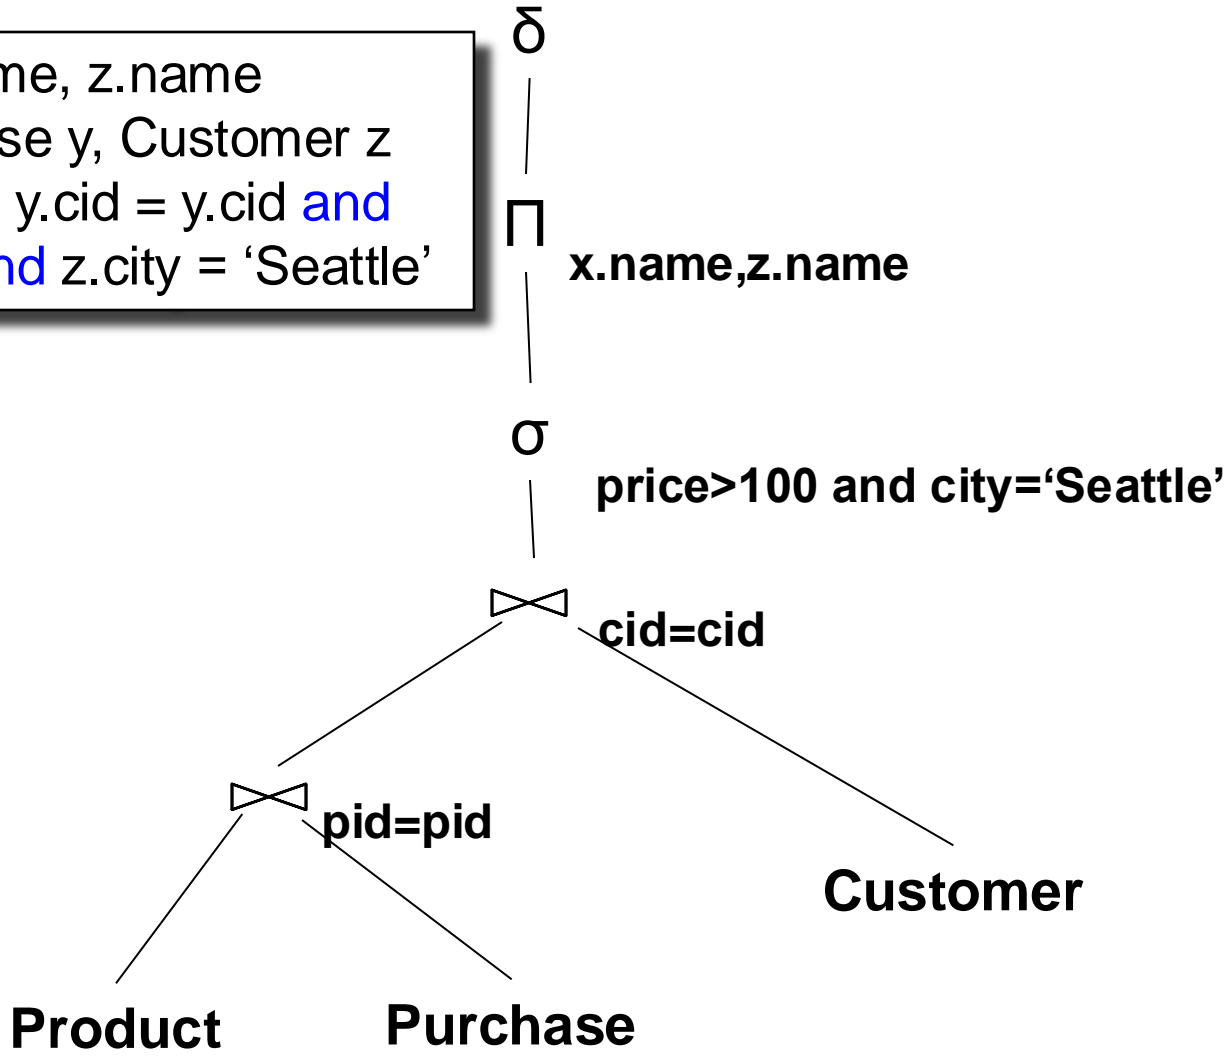 δ
me, z.name
se y, Customer z
y.cid = y.cid and
nd z.city = ‘Seattle’
Π
x.name,z.name
σ
price>100 and city=‘Seattle’
cid=cid
pid=pid
Customer
Product
Purchase